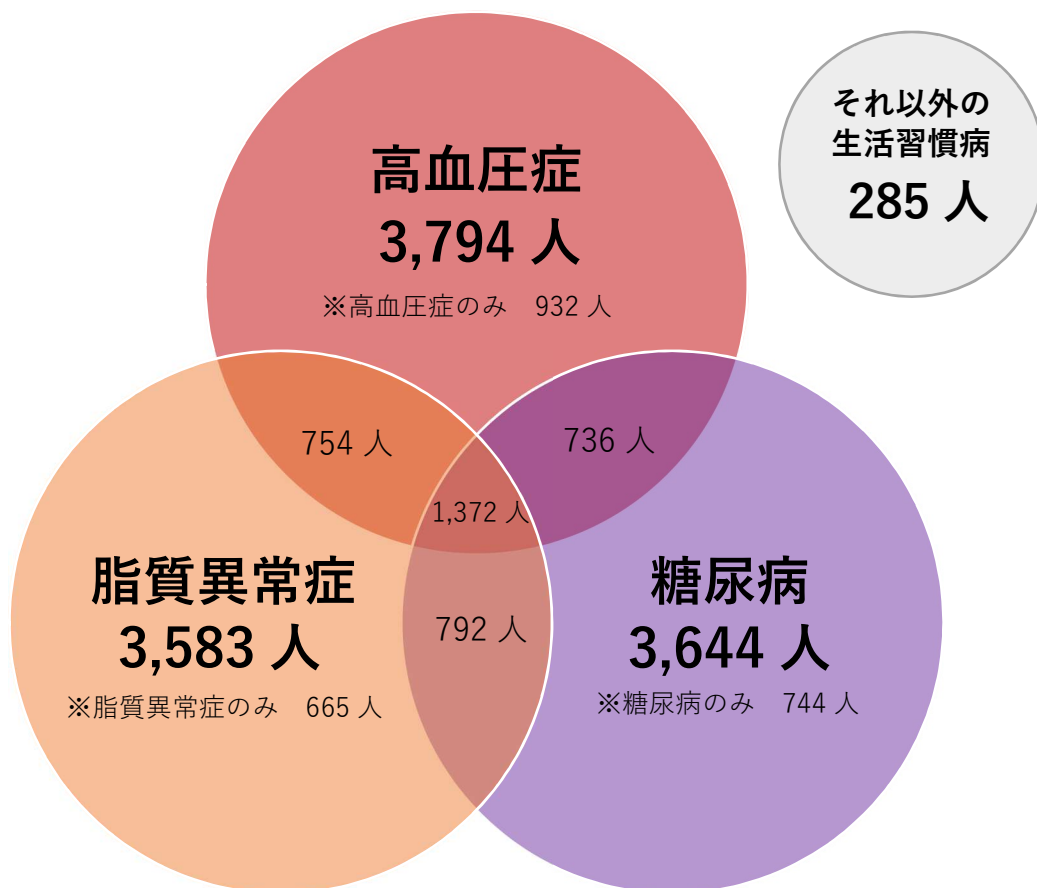 それ以外の
生活習慣病
285 人
高血圧症
3,794 人
※高血圧症のみ　932 人
754 人
736 人
1,372 人
脂質異常症
3,583 人
※脂質異常症のみ　665 人
792 人
糖尿病
3,644 人
※糖尿病のみ　744 人